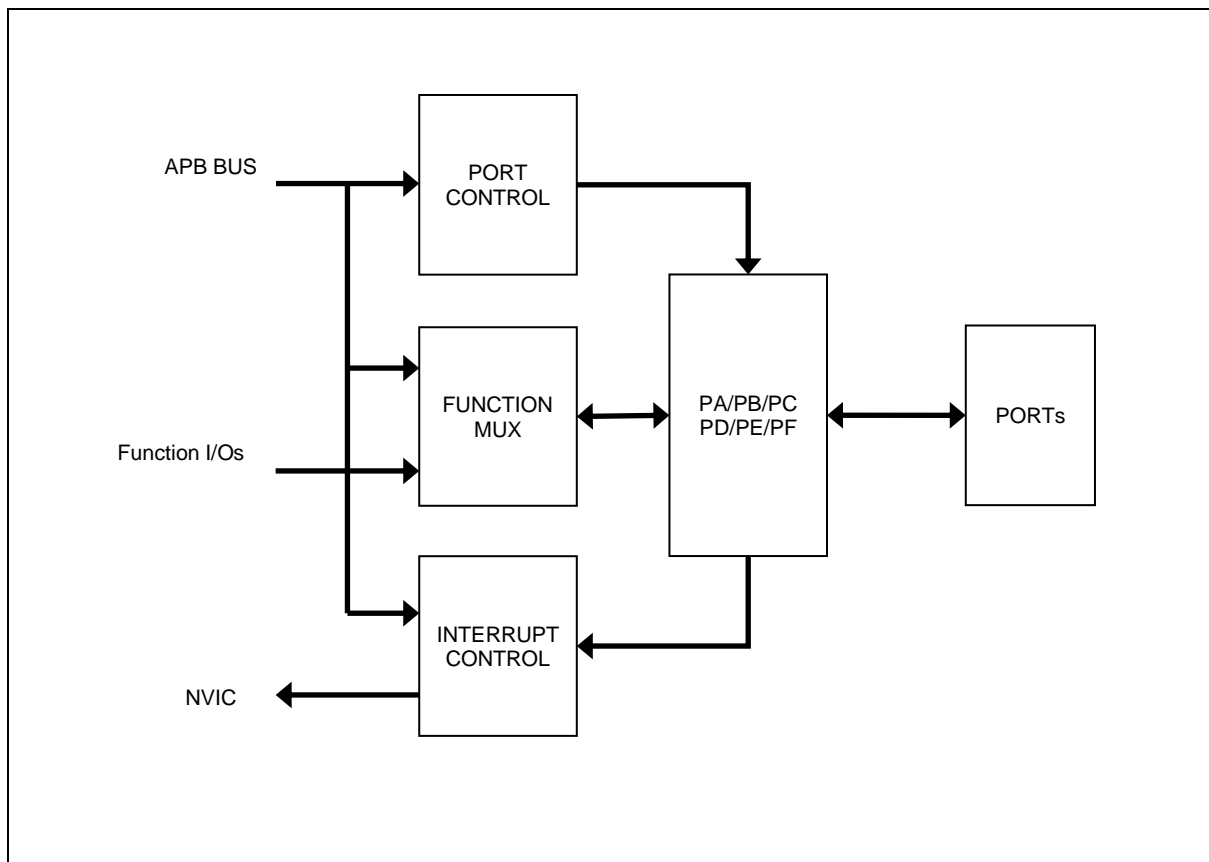 APB BUS
PORT
CONTROL
FUNCTION
MUX
Function I/Os
PA/PB/PC
PD/PE/PF
PORTs
INTERRUPT
CONTROL
NVIC